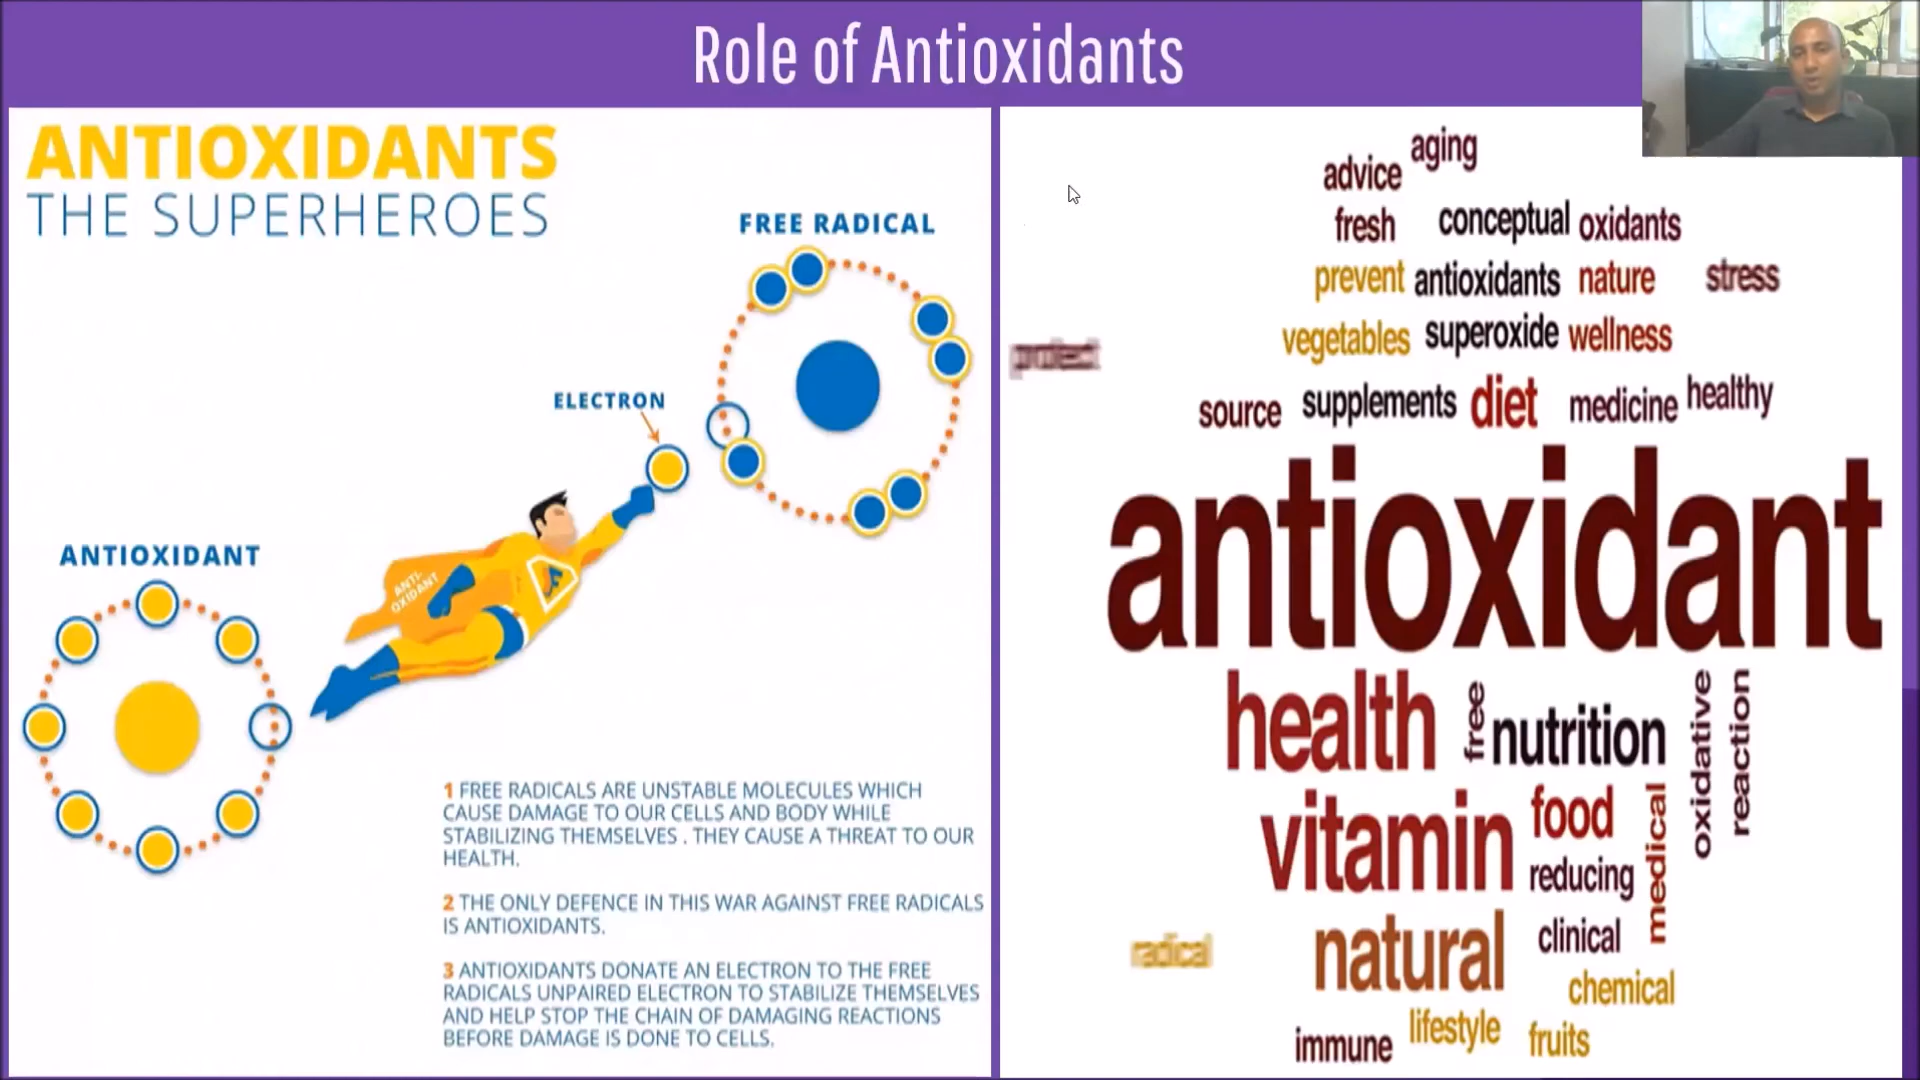 Role of Antioxidants
ANTIOXIDANTS
THE SUPERHEROES
FREE RADICAL
ELECTRON
ANTIOXIDANT
ANTI-
OXIDANT
1 FREE RADICALS ARE UNSTABLE MOLECULES WHICH
CAUSE DAMAGE TO OUR CELLS AND BODY WHILE
STABILIZING THEMSELVES . THEY CAUSE A THREAT TO OUR
HEALTH.
2 THE ONLY DEFENCE IN THIS WAR AGAINST FREE RADICALS
IS ANTIOXIDANTS.
3 ANTIOXIDANTS DONATE AN ELECTRON TO THE FREE
RADICALS UNPAIRED ELECTRON TO STABILIZE THEMSELVES
AND HELP STOP THE CHAIN OF DAMAGING REACTIONS
BEFORE DAMAGE IS DONE TO CELLS.
aging
advice
fresh conceptual oxidants
prevent antioxidants nature stress
vegetables superoxide wellness
protect
source supplements diet medicine healthy
antioxidant
health free nutrition oxidative reaction
vitamin food medical
reducing
natural clinical
radical
chemical
immune lifestyle fruits